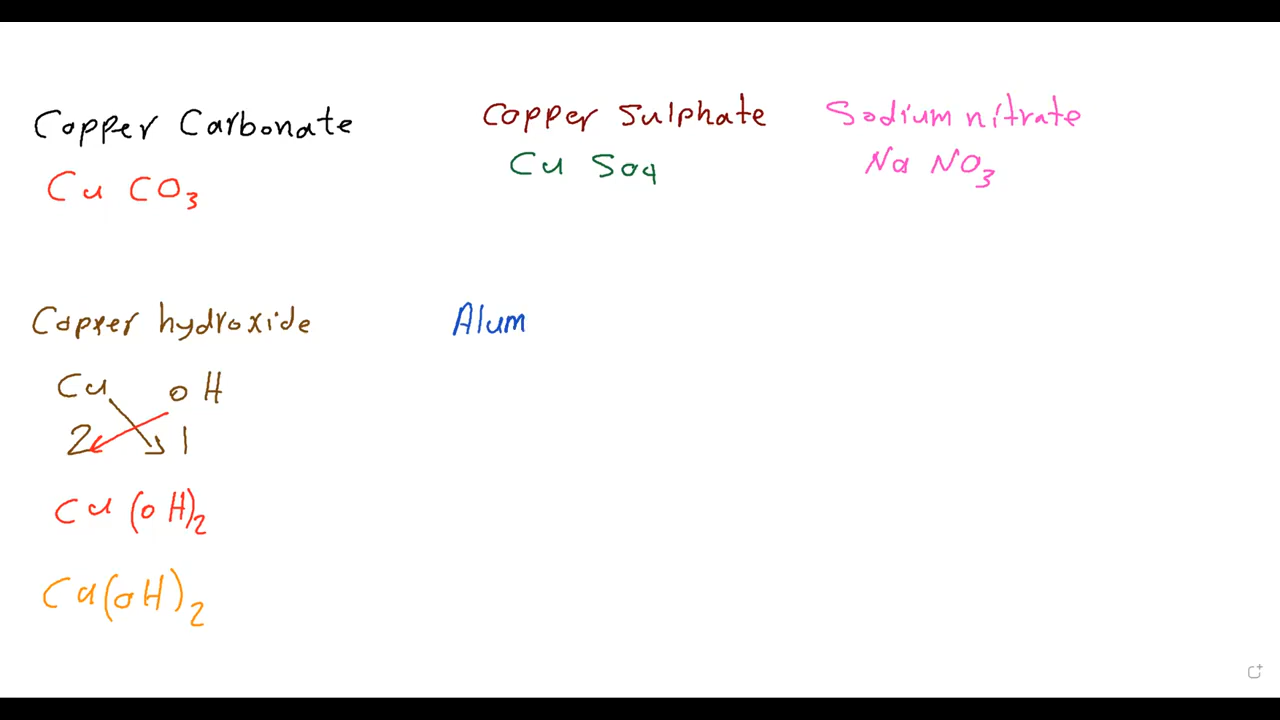 Copper Carbonate
Cu CO3
Copper Sulphate
Cu SO4
Sodium nitrate
Na NO3
Copper hydroxide
Cu OH
2 1
Cu (OH)2
Cu(OH)2
Alum